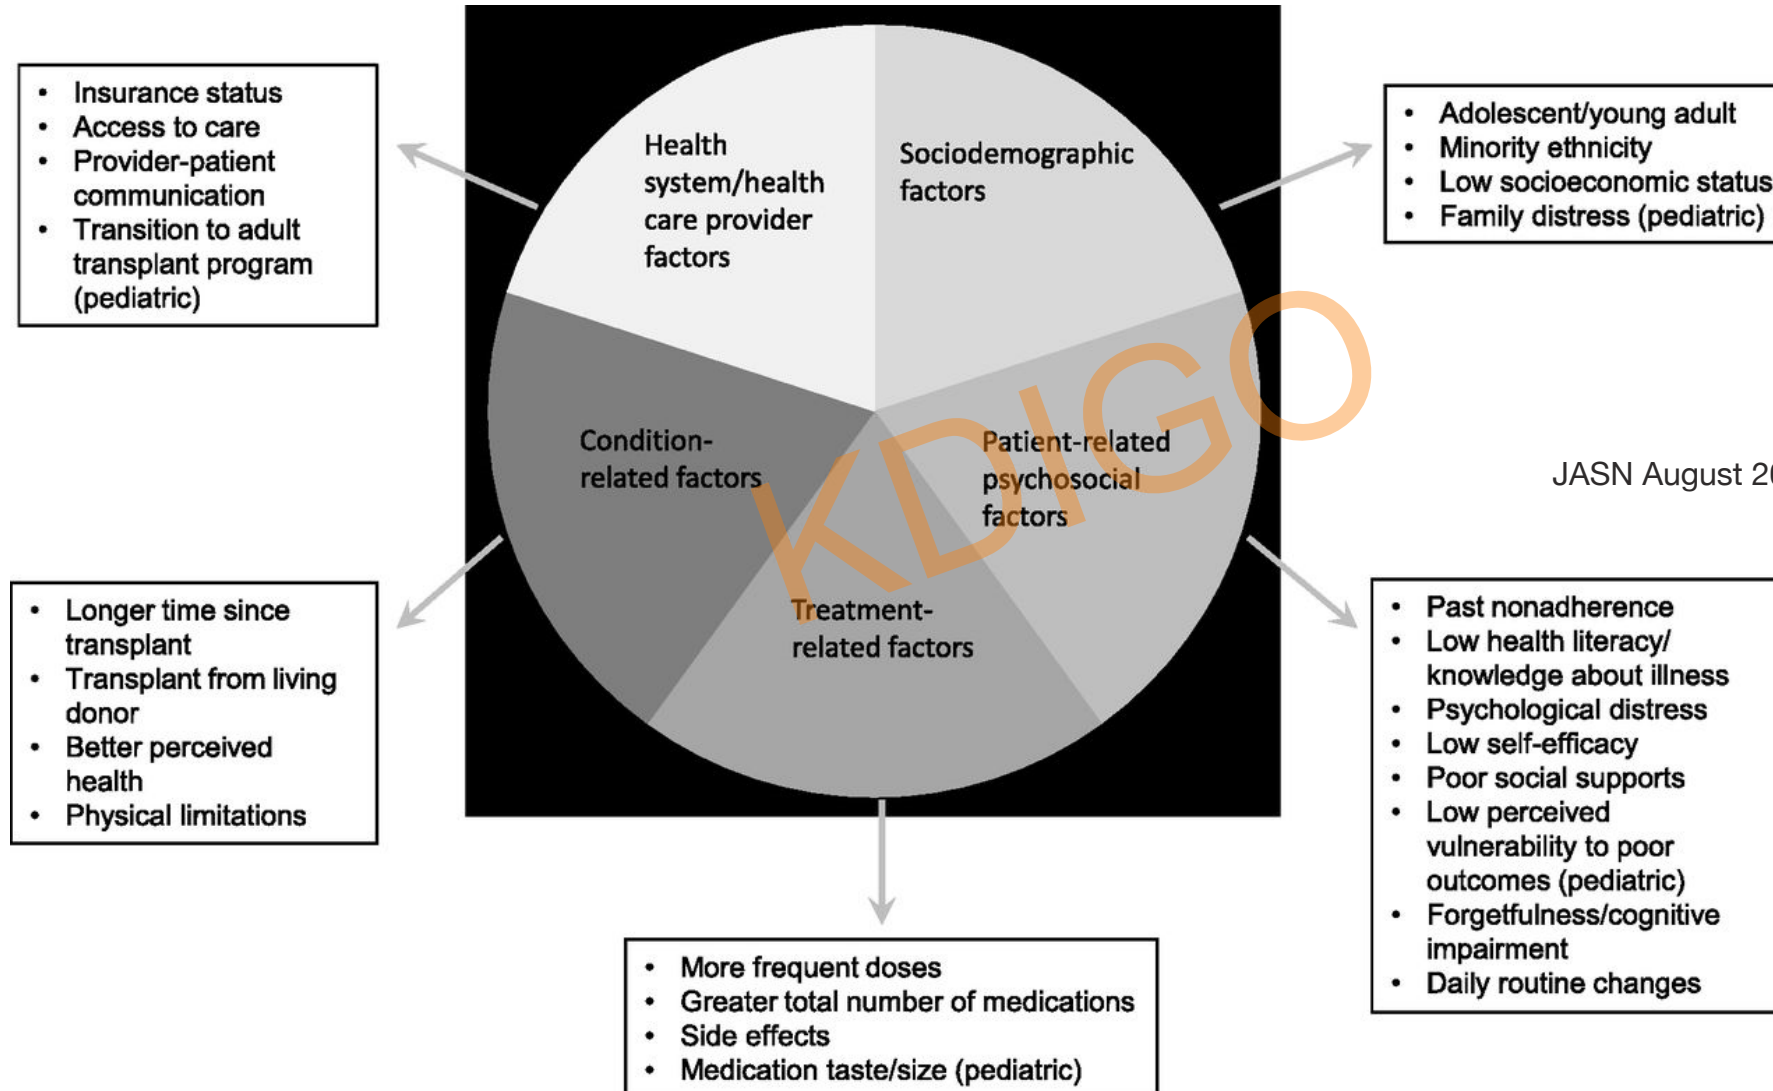 • Insurance status
• Access to care
• Provider-patient
communication
• Transition to adult
transplant program
(pediatric)
Health
system/health
care provider
factors
Sociodemographic
factors
• Adolescent/young adult
• Minority ethnicity
• Low socioeconomic status
• Family distress (pediatric)
Condition-
related factors
Patient-related
psychosocial
factors
KDIGO
JASN August 20
Treatment-
related factors
• Longer time since
transplant
• Transplant from living
donor
• Better perceived
health
• Physical limitations
• Past nonadherence
• Low health literacy/
knowledge about illness
• Psychological distress
• Low self-efficacy
• Poor social supports
• Low perceived
vulnerability to poor
outcomes (pediatric)
• Forgetfulness/cognitive
impairment
• Daily routine changes
• More frequent doses
• Greater total number of medications
• Side effects
• Medication taste/size (pediatric)